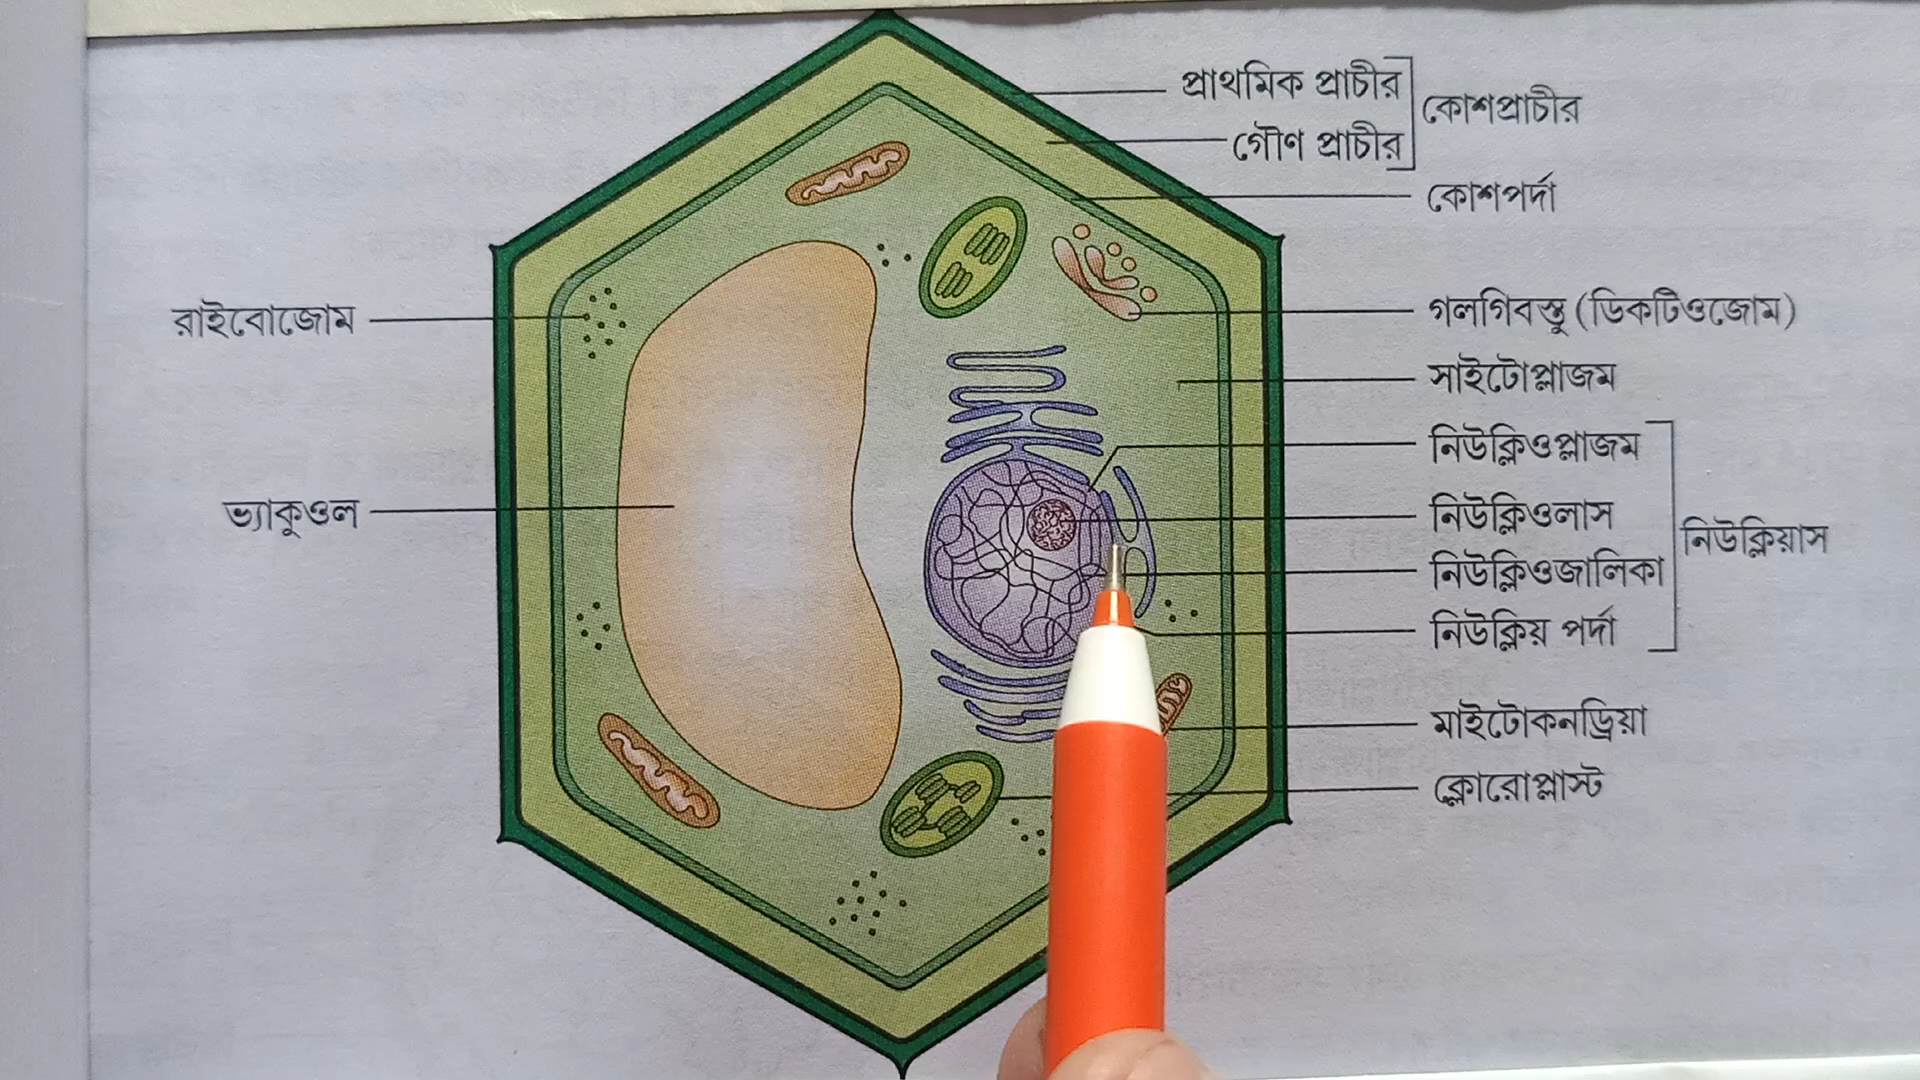 প্রাথমিক প্রাচীর
গৌণ প্রাচীর
কোশপ্রাচীর
কোশপর্দা
রাইবোজোম
গলগিবস্তু (ডিকটিওজোম)
সাইটোপ্লাজম
নিউক্লিওপ্লাজম
ভ্যাকুওল
নিউক্লিওলাস
নিউক্লিয়াস
নিউক্লিওজালিকা
নিউক্লিয় পর্দা
মাইটোকনড্রিয়া
ক্লোরোপ্লাস্ট